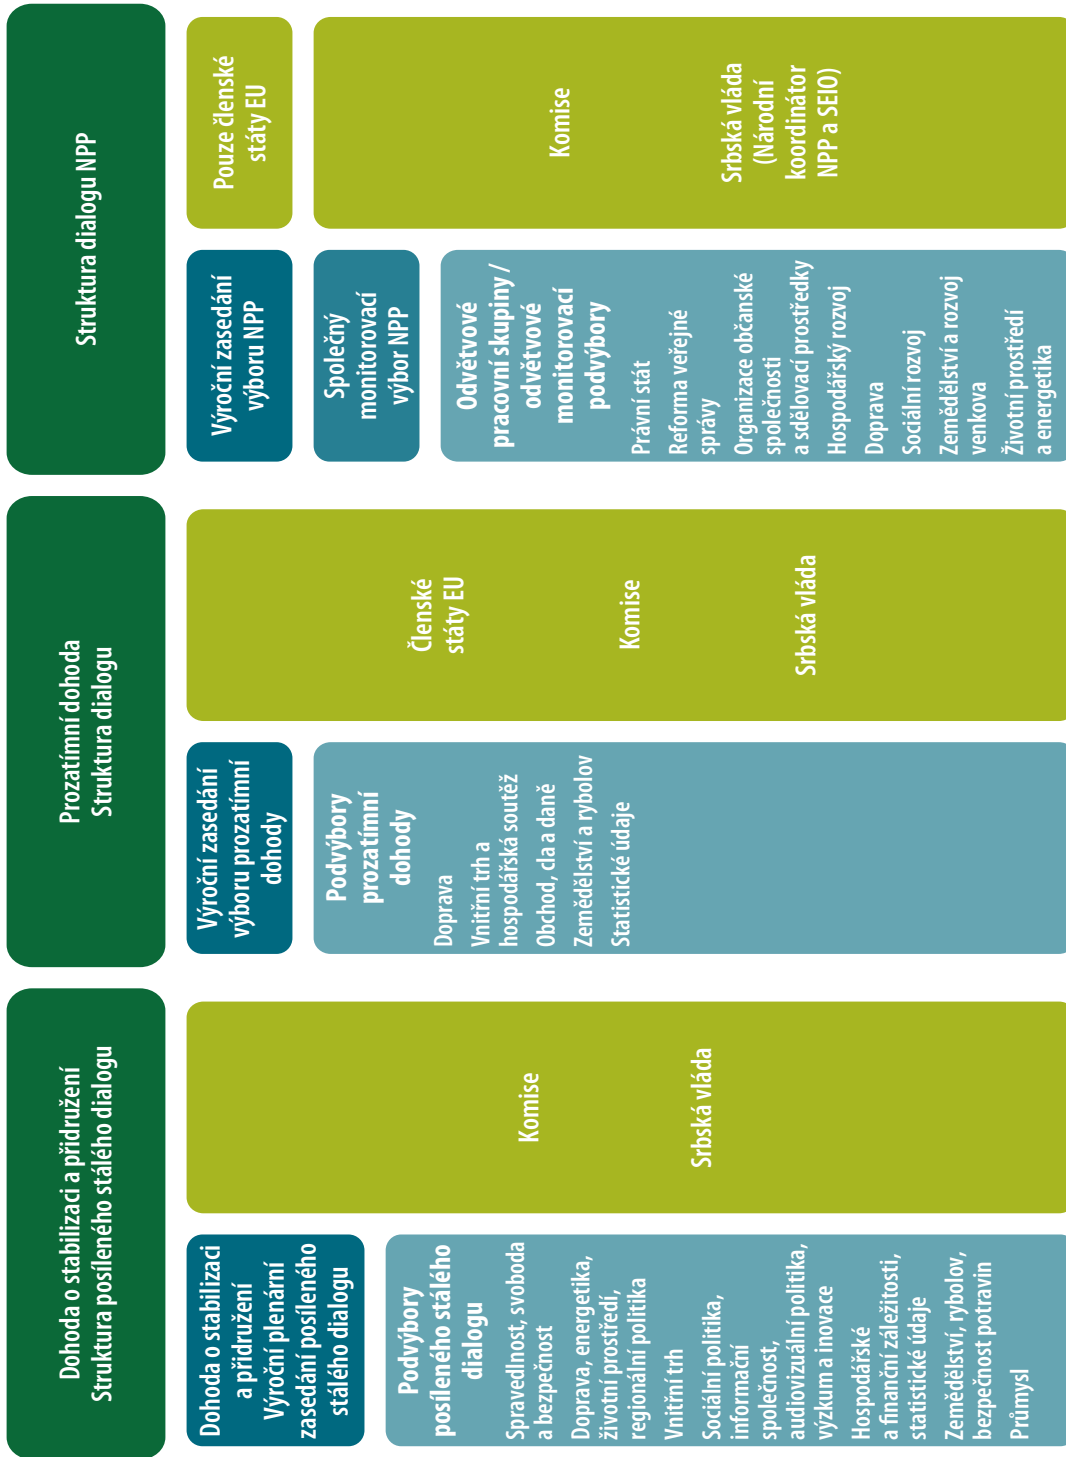 Dohoda o stabilizaci a přidružení
Struktura posíleného stálého dialogu
Dohoda o stabilizaci
a přidružení
Výroční plenární
zasedání posíleného
stálého dialogu
Podvýbory
posíleného stálého
dialogu
Spravedlnost, svoboda
a bezpečnost
Doprava, energetika,
životní prostředí,
regionální politika
Vnitřní trh
Sociální politika,
informační
společnost,
audiovizuální politika,
výzkum a inovace
Hospodářské
a finanční záležitosti,
statistické údaje
Zemědělství, rybolov,
bezpečnost potravin
Průmysl
Komise
Srbská vláda
Prozatímní dohoda
Struktura dialogu
Výroční zasedání
výboru prozatímní
dohody
Podvýbory
prozatímní
dohody
Doprava
Vnitřní trh a
hospodářská soutěž
Obchod, cla a daně
Zemědělství a rybolov
Statistické údaje
Členské
státy EU
Komise
Srbská vláda
Struktura dialogu NPP
Výroční zasedání
výboru NPP
Společný
monitorovací
výbor NPP
Odvětvové
pracovní skupiny /
odvětvové
monitorovací
podvýbory
Právní stát
Reforma veřejné
správy
Organizace občanské
společnosti
a sdělovací prostředky
Hospodářský rozvoj
Doprava
Sociální rozvoj
Zemědělství a rozvoj
venkova
Životní prostředí
a energetika
Pouze členské
státy EU
Komise
Srbská vláda
(Národní
koordinátor
NPP a SEIO)